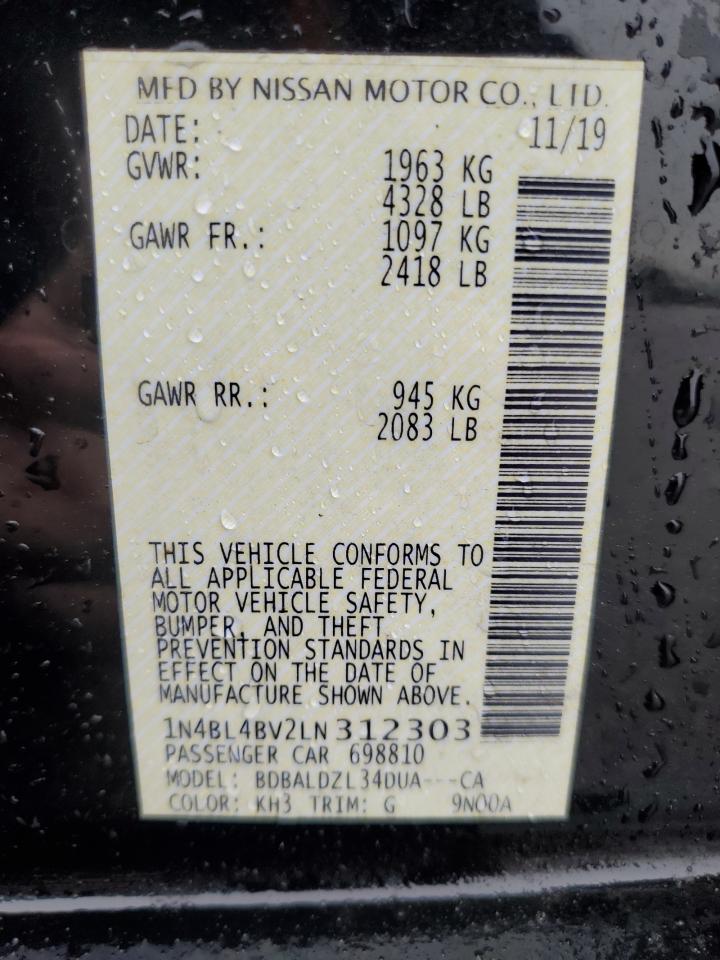 MFD BY NISSAN MOTOR CO., LTD.
DATE: 11/19
GVWR: 1963 KG
4328 LB
GAWR FR.: 1097 KG
2418 LB
GAWR RR.: 945 KG
2083 LB
THIS VEHICLE CONFORMS TO
ALL APPLICABLE FEDERAL
MOTOR VEHICLE SAFETY,
BUMPER, AND THEFT
PREVENTION STANDARDS IN
EFFECT ON THE DATE OF
MANUFACTURE SHOWN ABOVE.
1N4BL4BV2LN312303
PASSENGER CAR 698810
MODEL: BDBALDZL34DUA---CA
COLOR: KH3 TRIM: G 9N00A